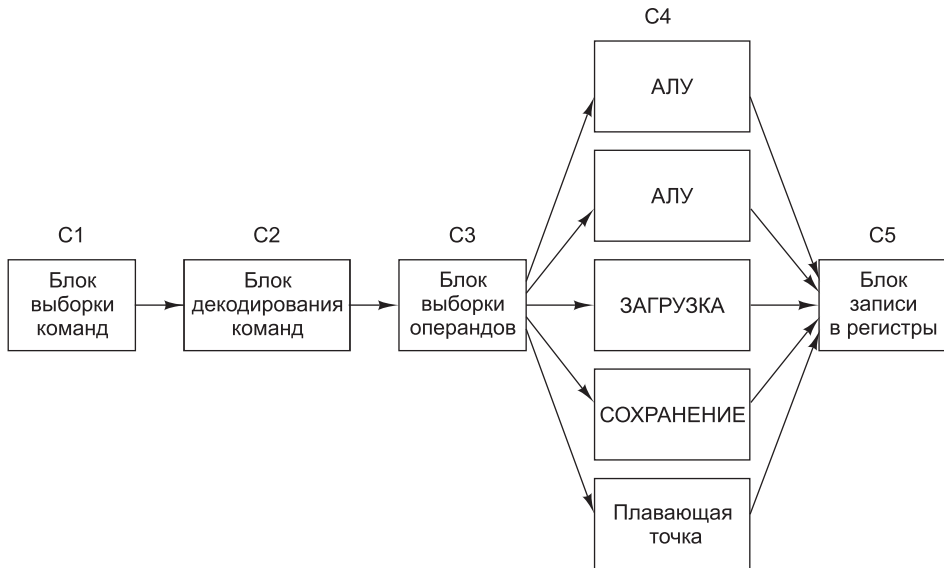 С4
АЛУ
АЛУ
С1
С2
С3
С5
Блок
выборки
команд
Блок
декодирования
команд
Блок
выборки
операндов
ЗАГРУЗКА
Блок
записи
в регистры
СОХРАНЕНИЕ
Плавающая
точка